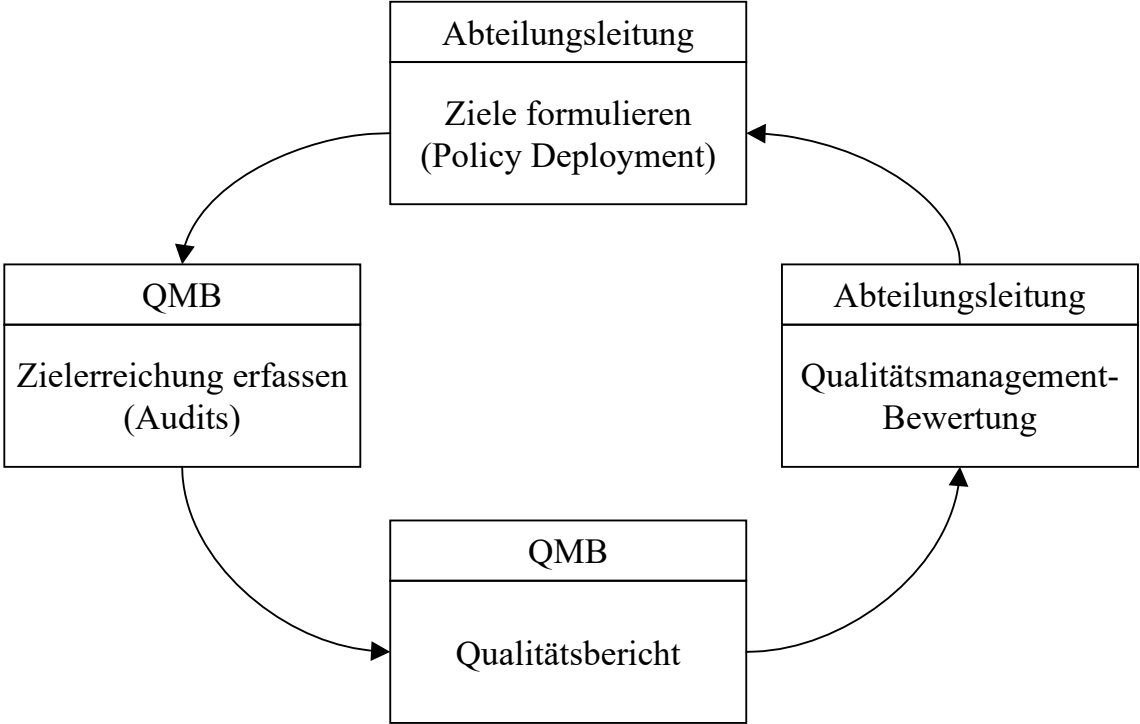 Abteilungsleitung
Ziele formulieren
(Policy Deployment)
QMB
Zielerreichung erfassen
(Audits)
Abteilungsleitung
Qualitätsmanagement-
Bewertung
QMB
Qualitätsbericht